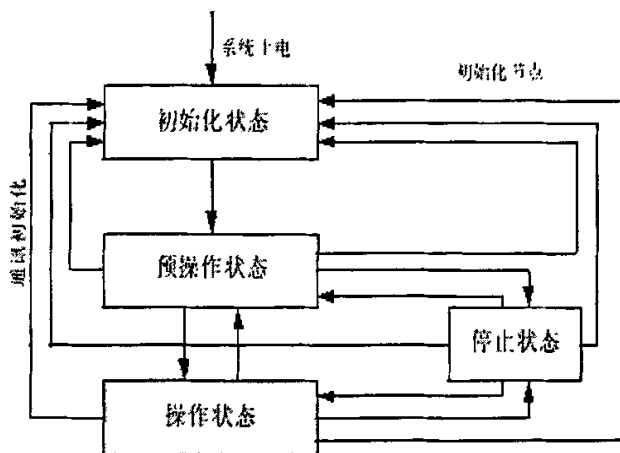 系统上电
初始化节点
初始化状态
通讯初始化
预操作状态
停止状态
操作状态